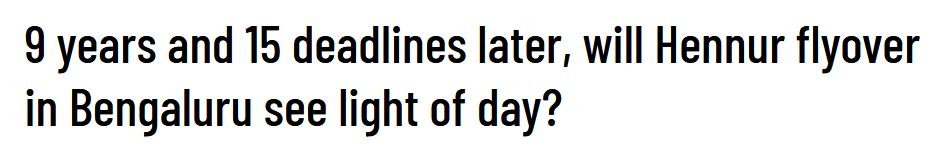 9 years and 15 deadlines later, will Hennur flyover
in Bengaluru see light of day?